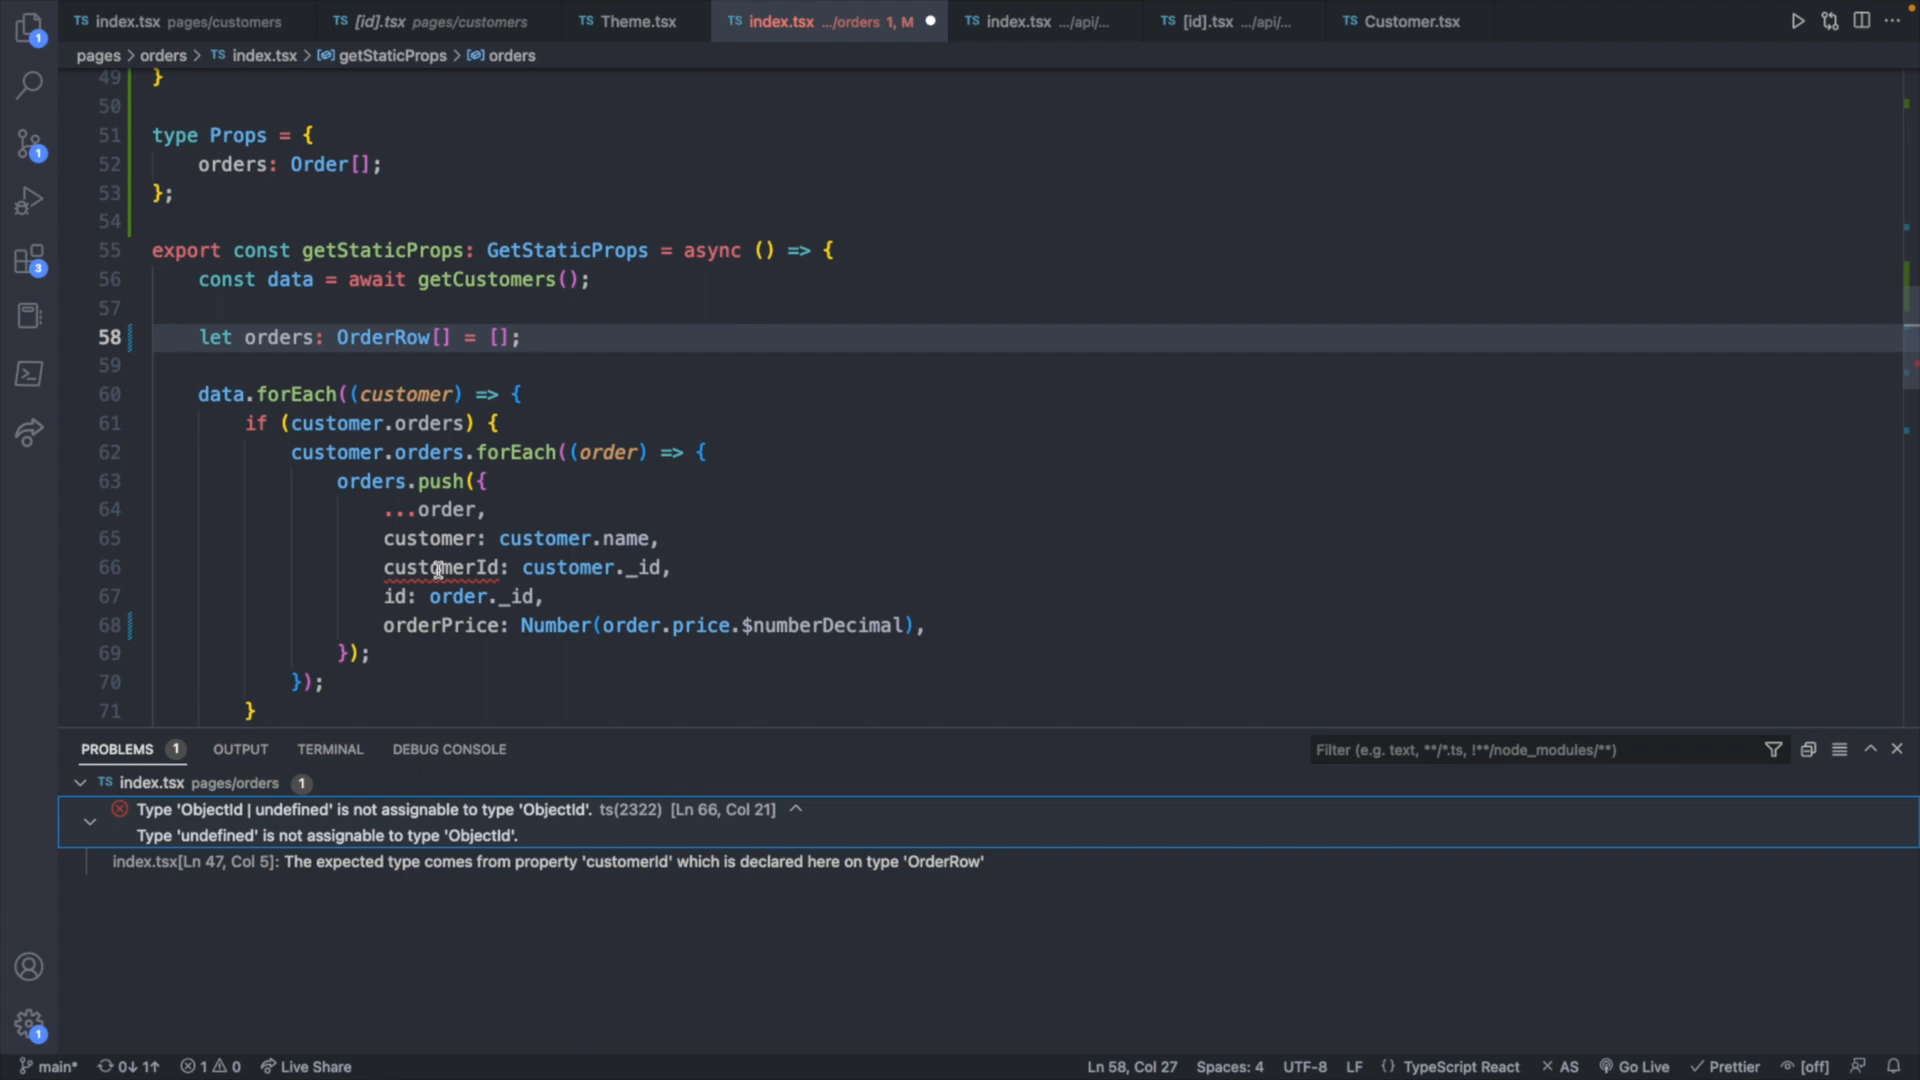 index.tsx pages/customers [id].tsx pages/customers Theme.tsx index.tsx .../orders 1, M index.tsx .../api/... [id].tsx .../api/... Customer.tsx
pages > orders > TS index.tsx > getStaticProps > orders
49 }
50
51 type Props = {
52 orders: Order[];
53 };
54
55 export const getStaticProps: GetStaticProps = async () => {
56 const data = await getCustomers();
57
58 let orders: OrderRow[] = [];
59
60 data.forEach((customer) => {
61 if (customer.orders) {
62 customer.orders.forEach((order) => {
63 orders.push({
64 ...order,
65 customer: customer.name,
66 customerId: customer._id,
67 id: order._id,
68 orderPrice: Number(order.price.$numberDecimal),
69 });
70 });
71 }
PROBLEMS 1 OUTPUT TERMINAL DEBUG CONSOLE Filter (e.g. text, **/*.ts, !**/node_modules/**)
TS index.tsx pages/orders 1
Type 'ObjectId | undefined' is not assignable to type 'ObjectId'. ts(2322) [Ln 66, Col 21]
Type 'undefined' is not assignable to type 'ObjectId'.
index.tsx[Ln 47, Col 5]: The expected type comes from property 'customerId' which is declared here on type 'OrderRow'
main* 0↓ 1↑ 1 0 Live Share Ln 58, Col 27 Spaces: 4 UTF-8 LF {} TypeScript React AS Go Live Prettier [off]